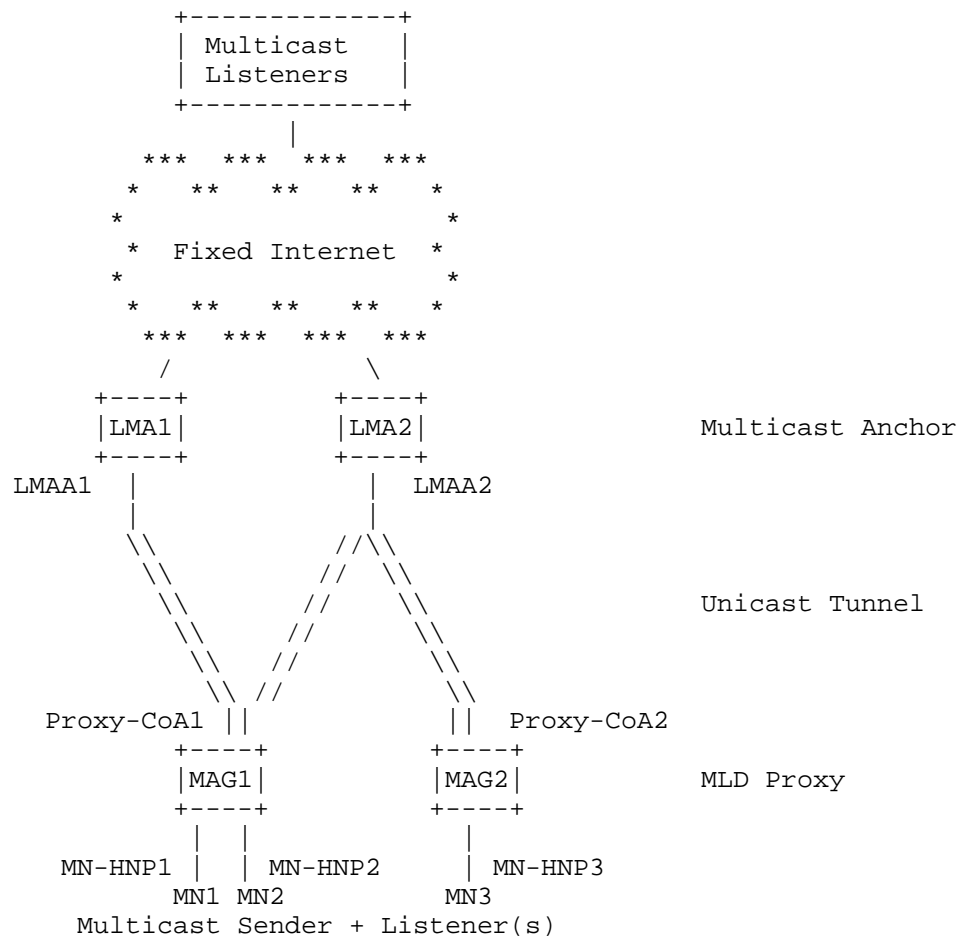 Multicast
Listeners
Fixed Internet
LMA1 LMA2 Multicast Anchor
LMAA1 LMAA2
Unicast Tunnel
Proxy-CoA1 Proxy-CoA2
MAG1 MAG2 MLD Proxy
MN-HNP1 MN-HNP2 MN-HNP3
MN1 MN2 MN3
Multicast Sender + Listener(s)